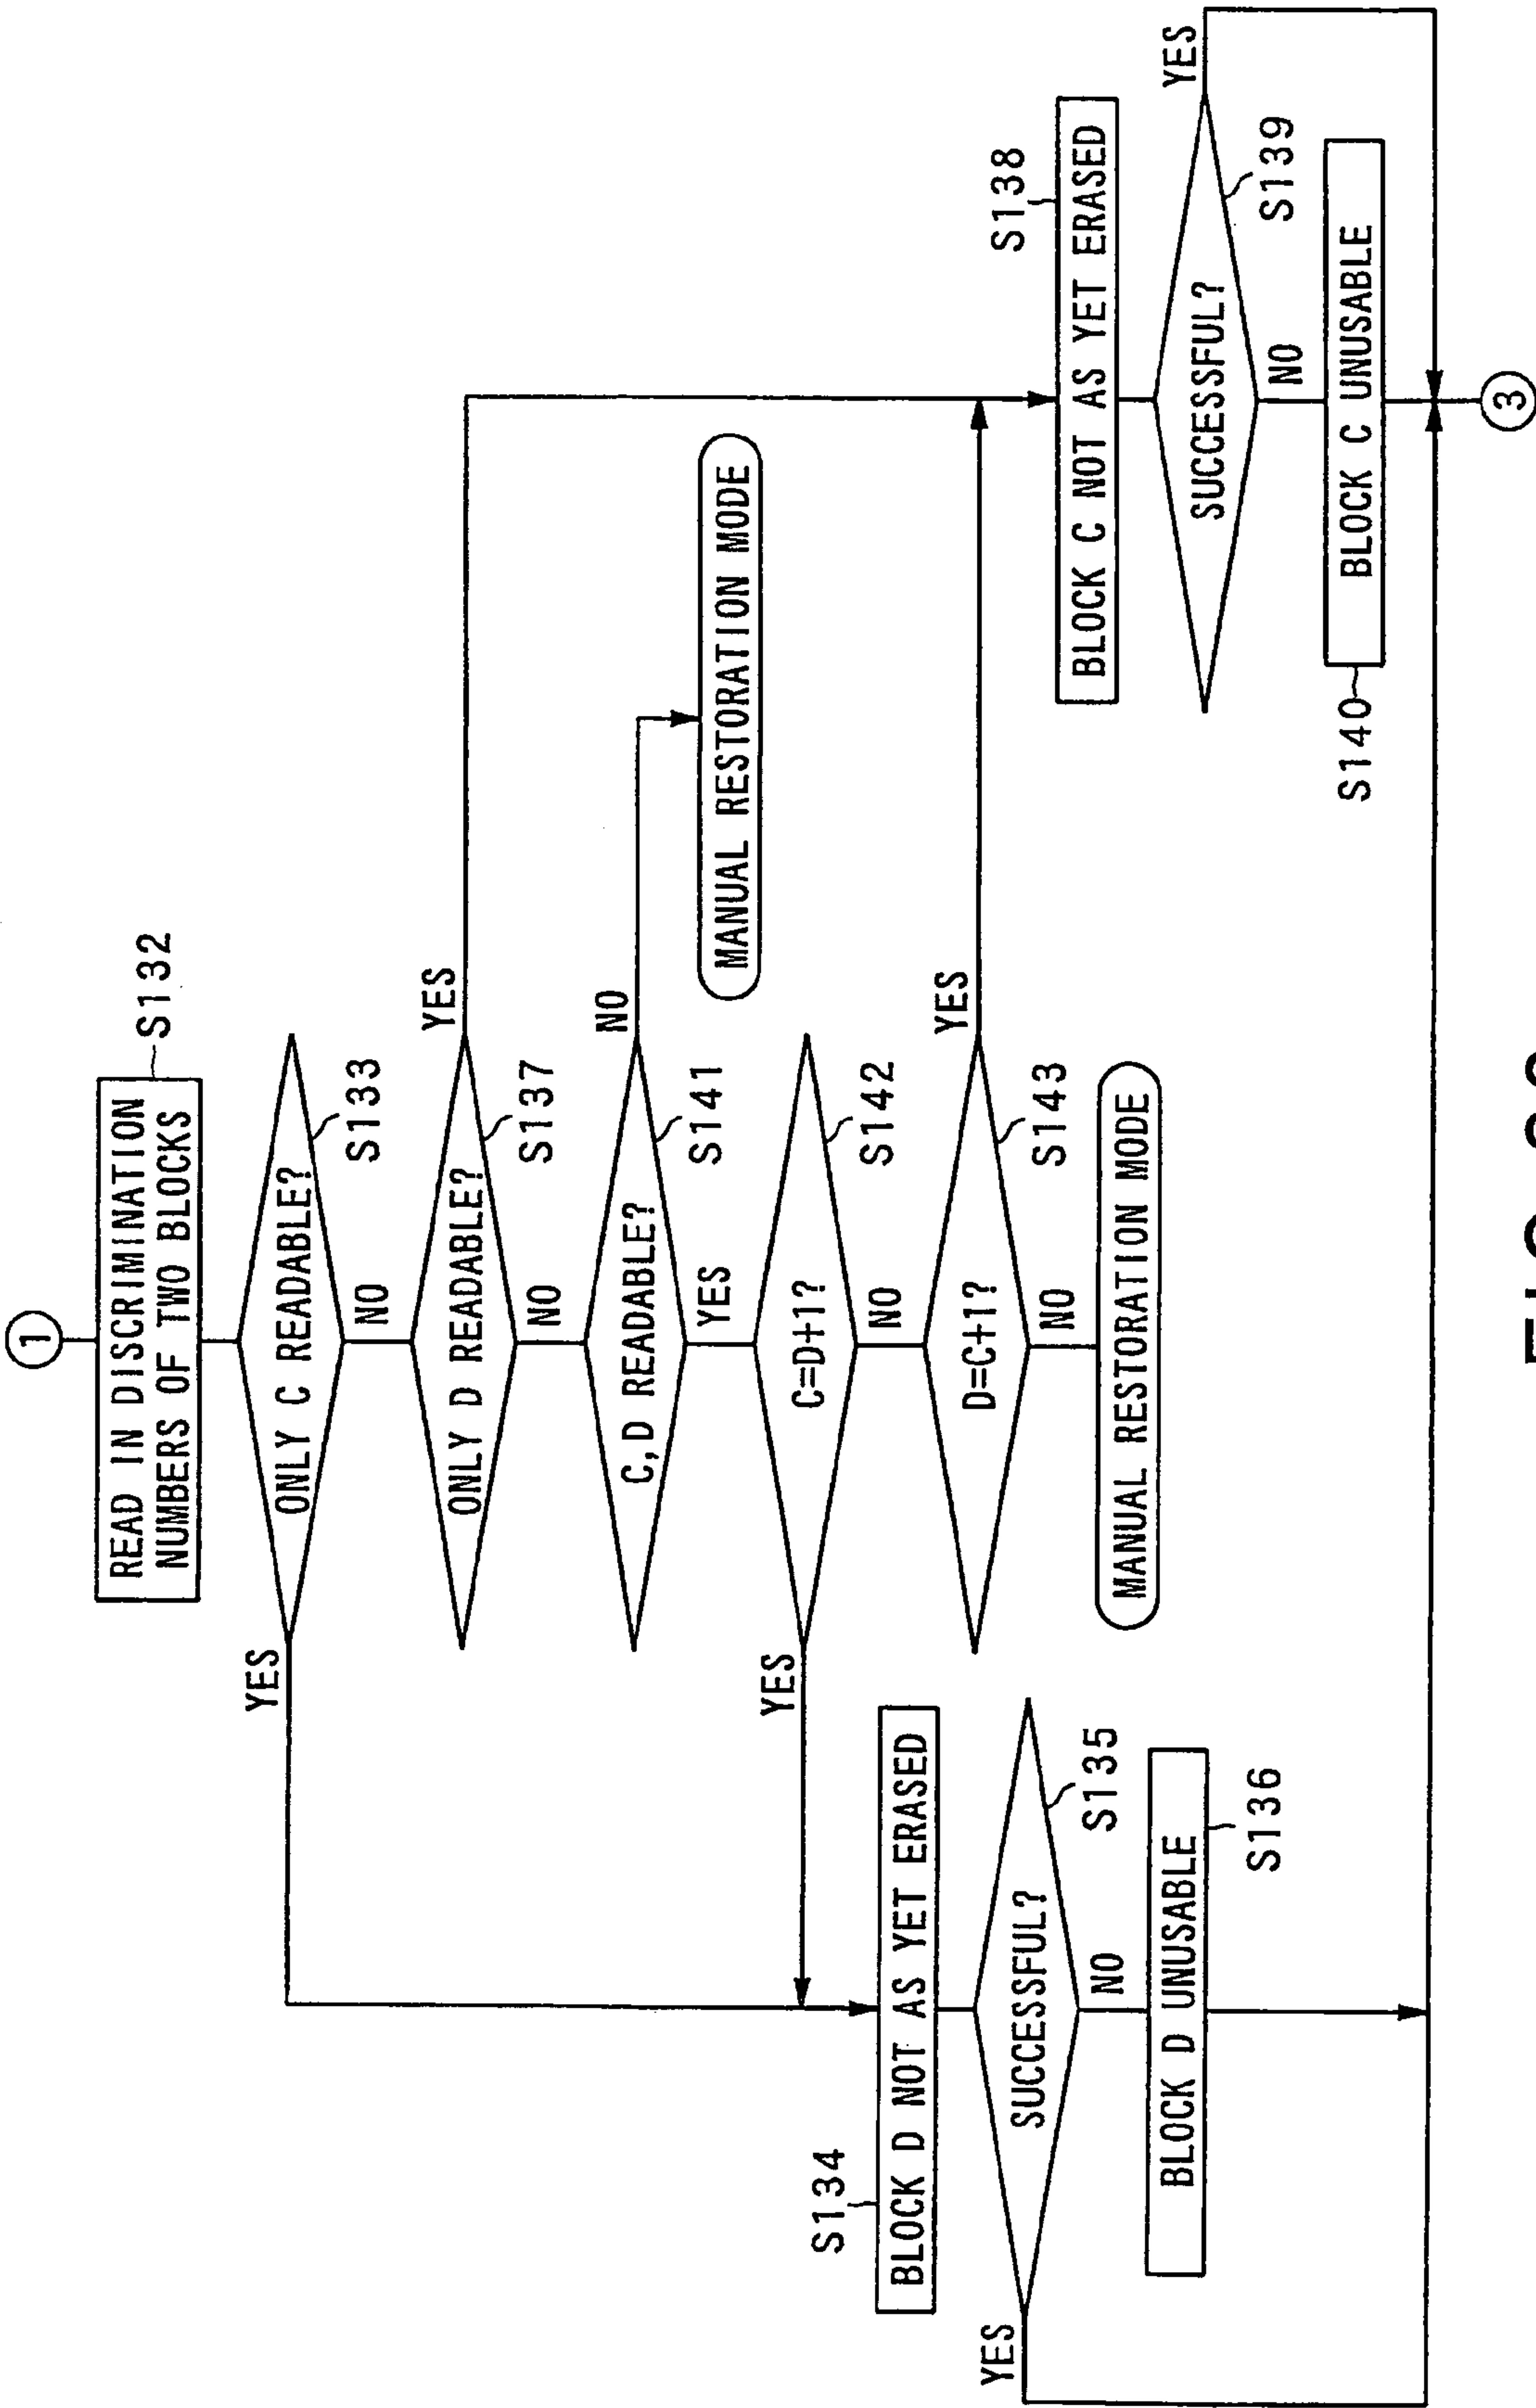 1
READ IN DISCRIMINATION
NUMBERS OF TWO BLOCKS
S132
ONLY C READABLE?
S133
YES
NO
ONLY D READABLE?
S137
YES
NO
C,D READABLE?
S141
NO
YES
MANUAL RESTORATION MODE
C=D+1?
S142
YES
NO
D=C+1?
S143
YES
NO
MANUAL RESTORATION MODE
S134
BLOCK D NOT AS YET ERASED
SUCCESSFUL?
S135
YES
NO
BLOCK D UNUSABLE
S136
S138
BLOCK C NOT AS YET ERASED
SUCCESSFUL?
S139
YES
NO
BLOCK C UNUSABLE
S140
3